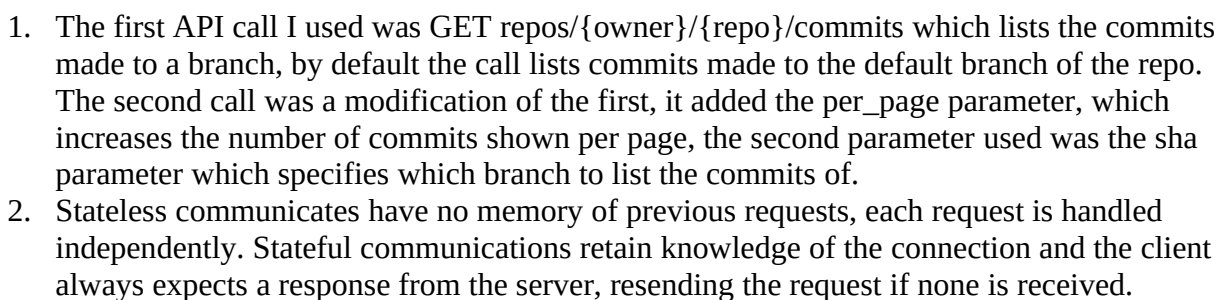 1. The first API call I used was GET repos/{owner}/{repo}/commits which lists the commits
made to a branch, by default the call lists commits made to the default branch of the repo.
The second call was a modification of the first, it added the per_page parameter, which
increases the number of commits shown per page, the second parameter used was the sha
parameter which specifies which branch to list the commits of.
2. Stateless communicates have no memory of previous requests, each request is handled
independently. Stateful communications retain knowledge of the connection and the client
always expects a response from the server, resending the request if none is received.